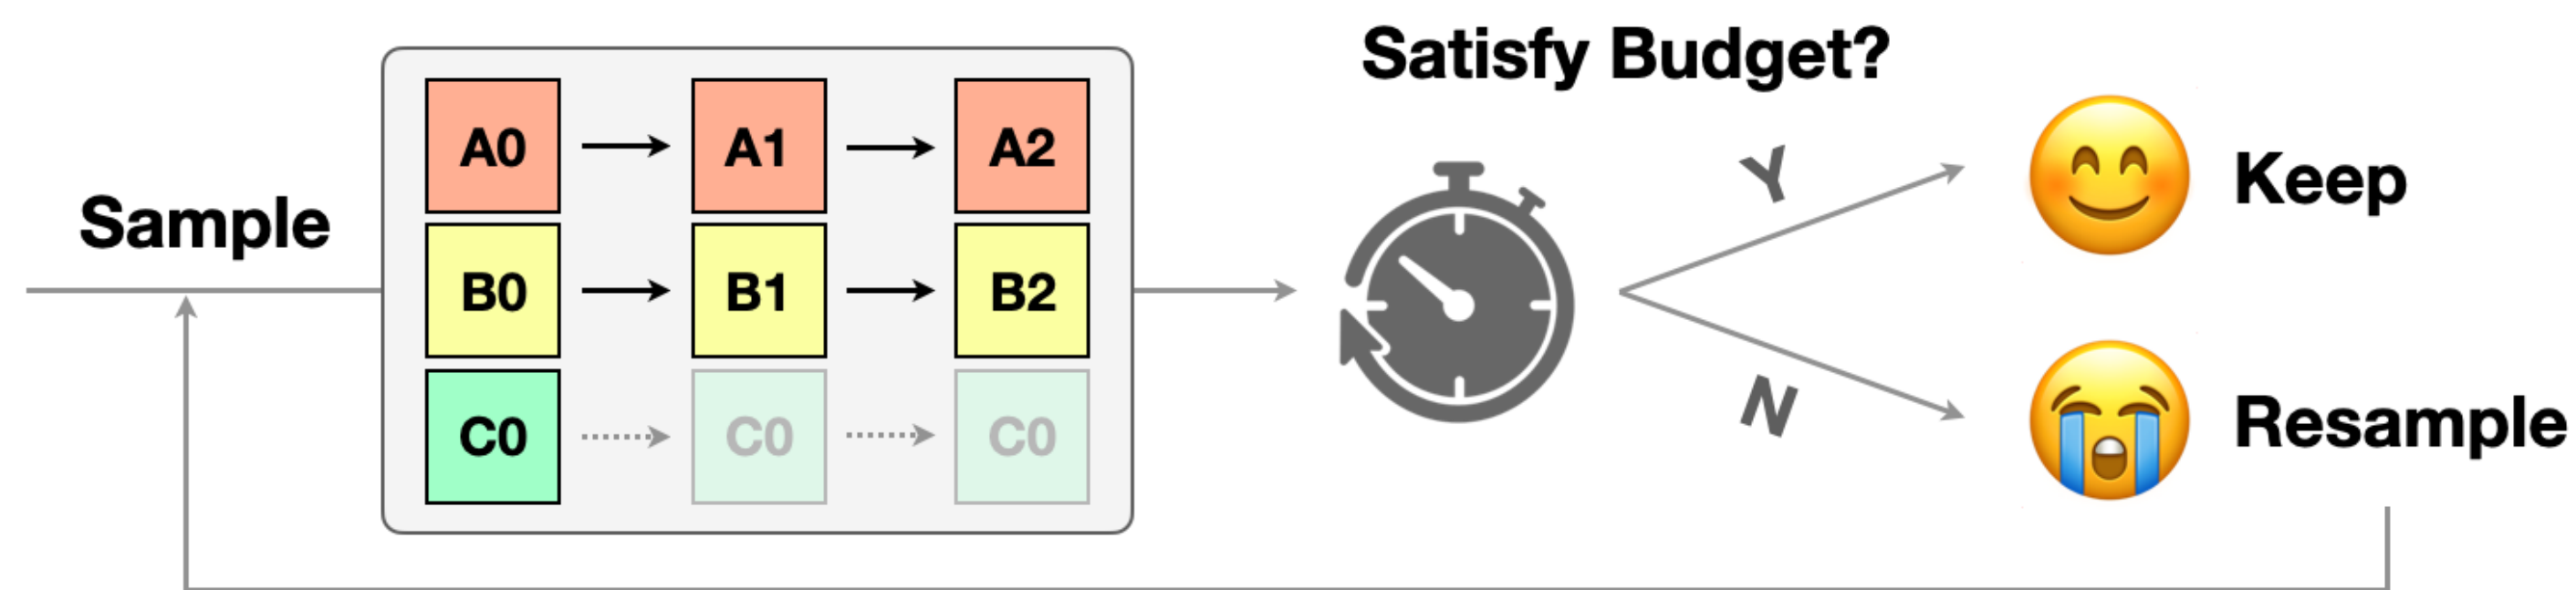 Satisfy Budget?
A0 A1 A2
Y
Keep
Sample
B0 B1 B2
C0 C0 C0
N
Resample